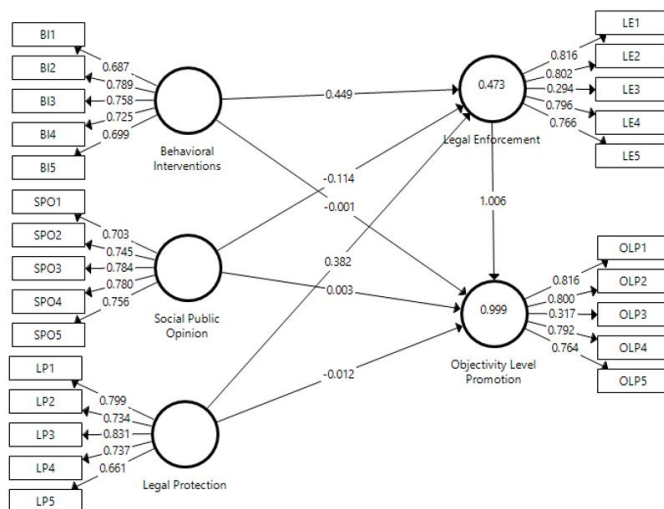 BI1
BI2
BI3
BI4
BI5
0.687
0.789
0.758
0.725
0.699
Behavioral
Interventions
SPO1
SPO2
SPO3
SPO4
SPO5
0.703
0.745
0.784
0.780
0.756
Social Public
Opinion
LP1
LP2
LP3
LP4
LP5
0.799
0.734
0.831
0.737
0.661
Legal Protection
0.449
-0.114
-0.001
0.382
0.003
-0.012
1.006
0.473
Legal Enforcement
0.816
0.802
0.294
0.796
0.766
LE1
LE2
LE3
LE4
LE5
0.999
Objectivity Level
Promotion
0.816
0.800
0.317
0.792
0.764
OLP1
OLP2
OLP3
OLP4
OLP5